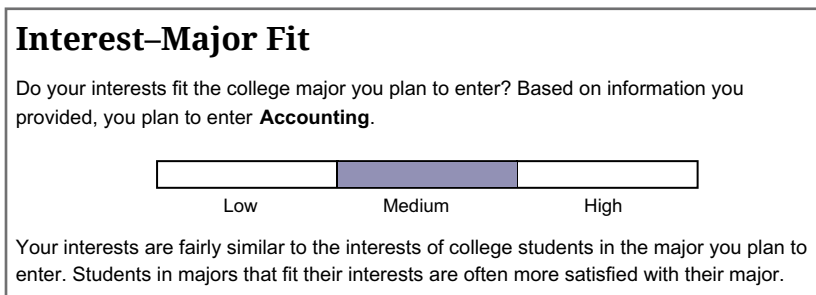 Interest–Major Fit
Do your interests fit the college major you plan to enter? Based on information you
provided, you plan to enter Accounting.
Low Medium High
Your interests are fairly similar to the interests of college students in the major you plan to
enter. Students in majors that fit their interests are often more satisfied with their major.